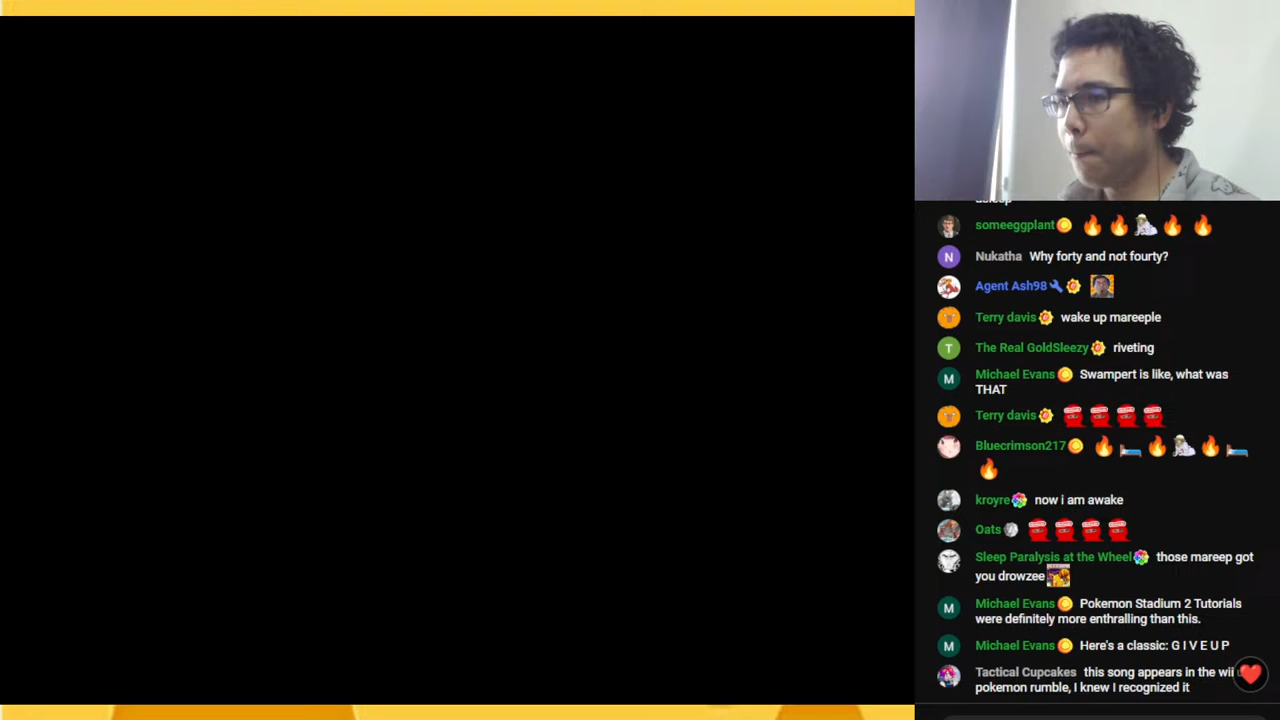 asleep
someeggplant
Nukatha Why forty and not fourty?
Agent Ash98
Terry davis wake up mareeple
The Real GoldSleezy riveting
Michael Evans Swampert is like, what was
THAT
Terry davis
Bluecrimson217
kroyre now i am awake
Oats
Sleep Paralysis at the Wheel those mareep got
you drowzee
Michael Evans Pokemon Stadium 2 Tutorials
were definitely more enthralling than this.
Michael Evans Here's a classic: G I V E U P
Tactical Cupcakes this song appears in the wii
pokemon rumble, I knew I recognized it